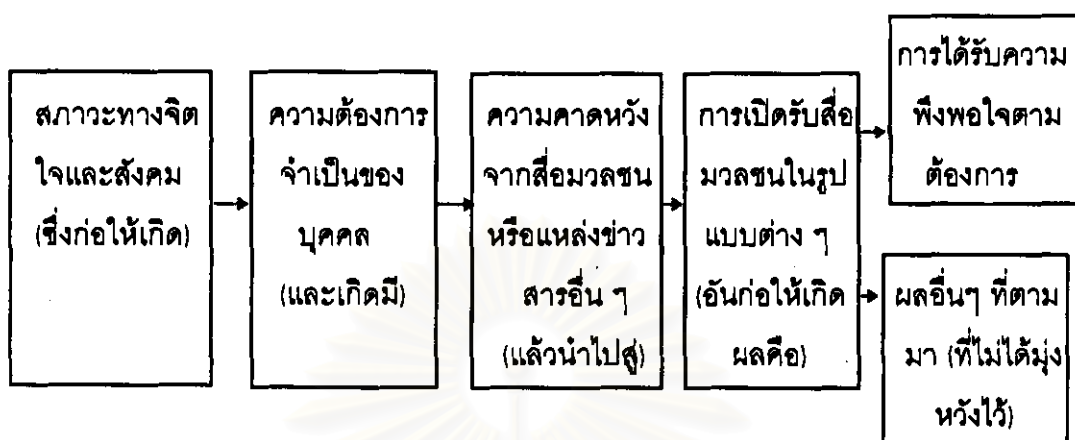 สภาวะทางจิต
ใจและสังคม
(ซึ่งก่อให้เกิด)
ความต้องการ
จำเป็นของ
บุคคล
(และเกิดมี)
ความคาดหวัง
จากสื่อมวลชน
หรือแหล่งข่าว
สารอื่น ๆ
(แล้วนำไปสู่)
การเปิดรับสื่อ
มวลชนในรูป
แบบต่าง ๆ
(อันก่อให้เกิด
ผลคือ)
การได้รับความ
พึงพอใจตาม
ต้องการ
ผลอื่นๆ ที่ตาม
มา (ที่ไม่ได้มุ่ง
หวังไว้)